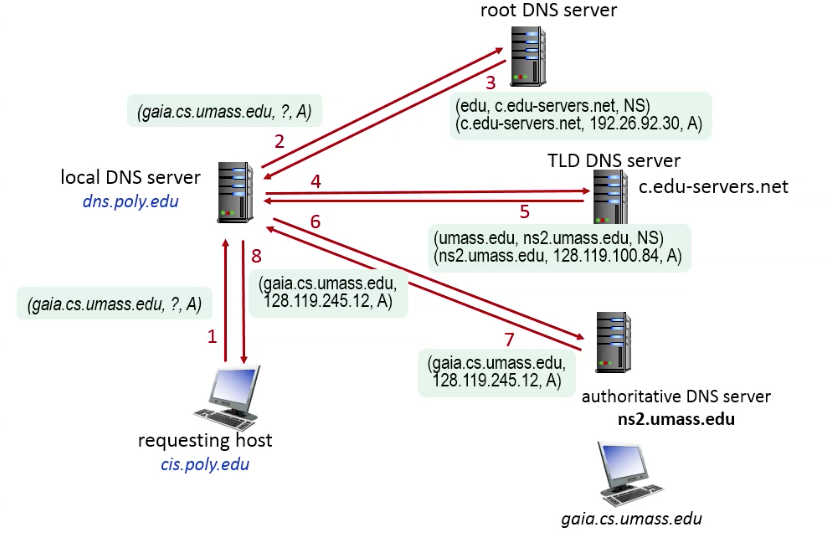 root DNS server
3
(gaia.cs.umass.edu, ?, A)
2
(edu, c.edu-servers.net, NS)
(c.edu-servers.net, 192.26.92.30, A)
TLD DNS server
c.edu-servers.net
local DNS server
dns.poly.edu
4
5
6
(umass.edu, ns2.umass.edu, NS)
(ns2.umass.edu, 128.119.100.84, A)
8
(gaia.cs.umass.edu,
128.119.245.12, A)
(gaia.cs.umass.edu, ?, A)
1
7
(gaia.cs.umass.edu,
128.119.245.12, A)
authoritative DNS server
ns2.umass.edu
requesting host
cis.poly.edu
gaia.cs.umass.edu